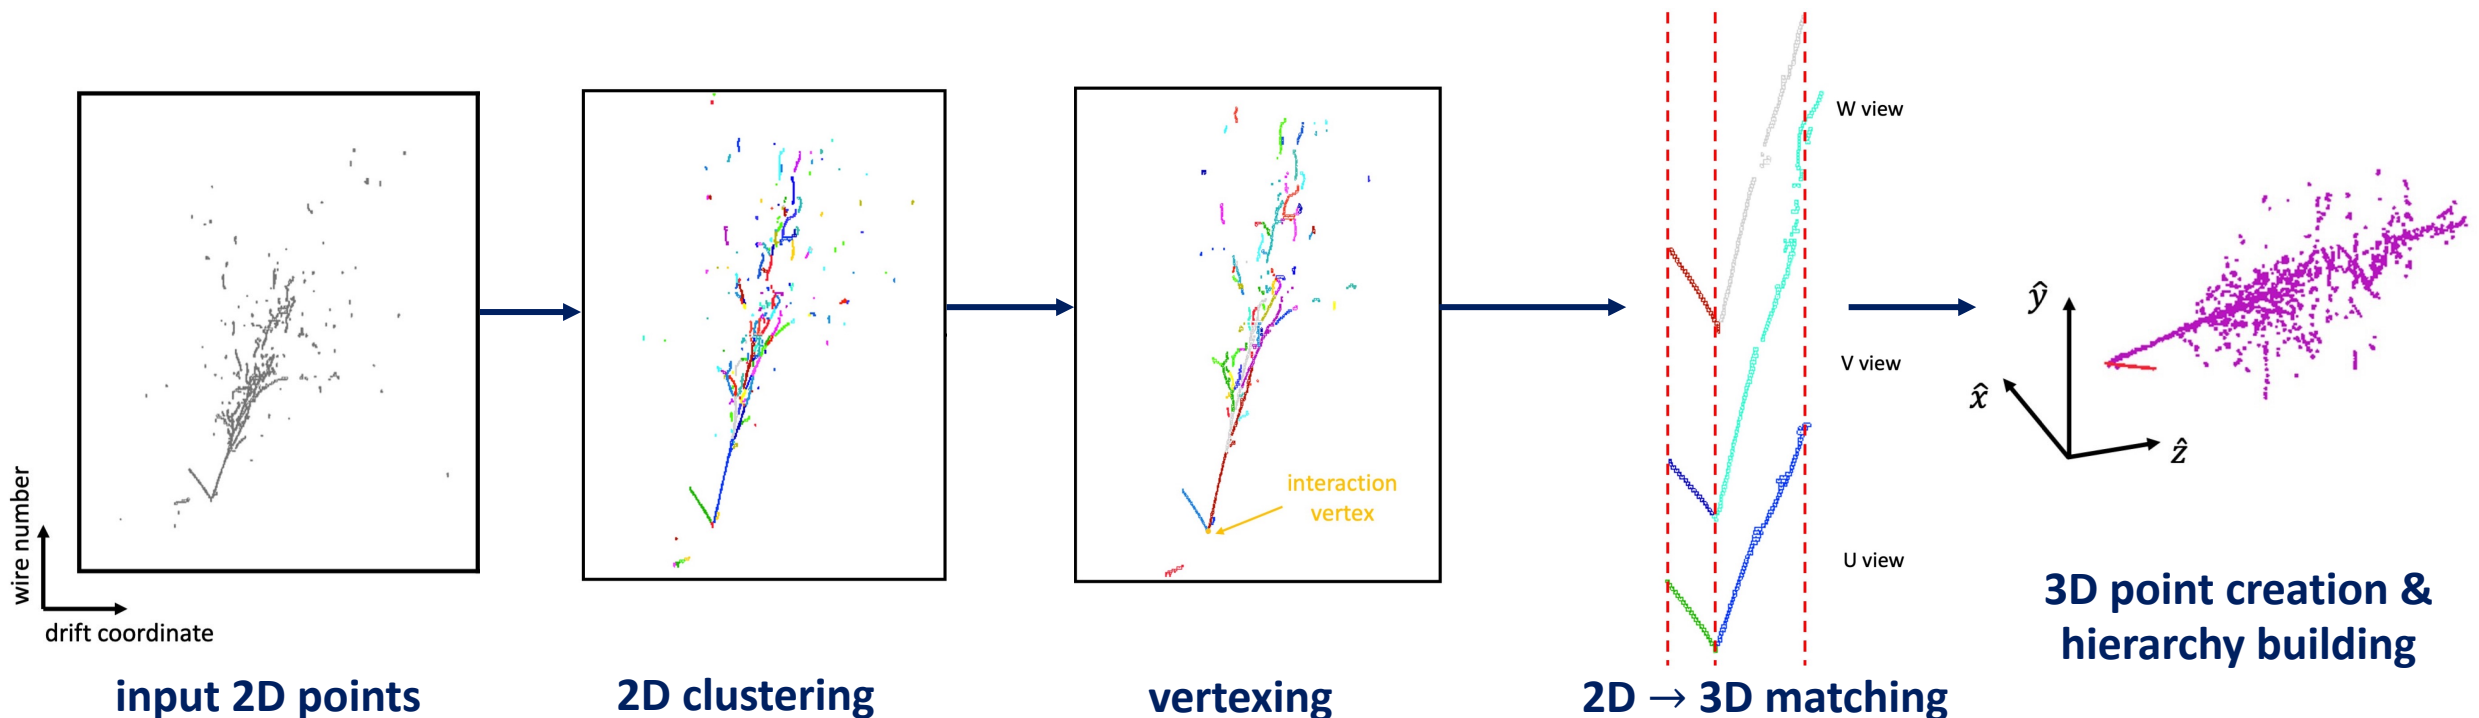 wire number
drift coordinate
input 2D points
2D clustering
interaction
vertex
vertexing
W view
V view
U view
2D → 3D matching
ŷ
x̂
ẑ
3D point creation &
hierarchy building